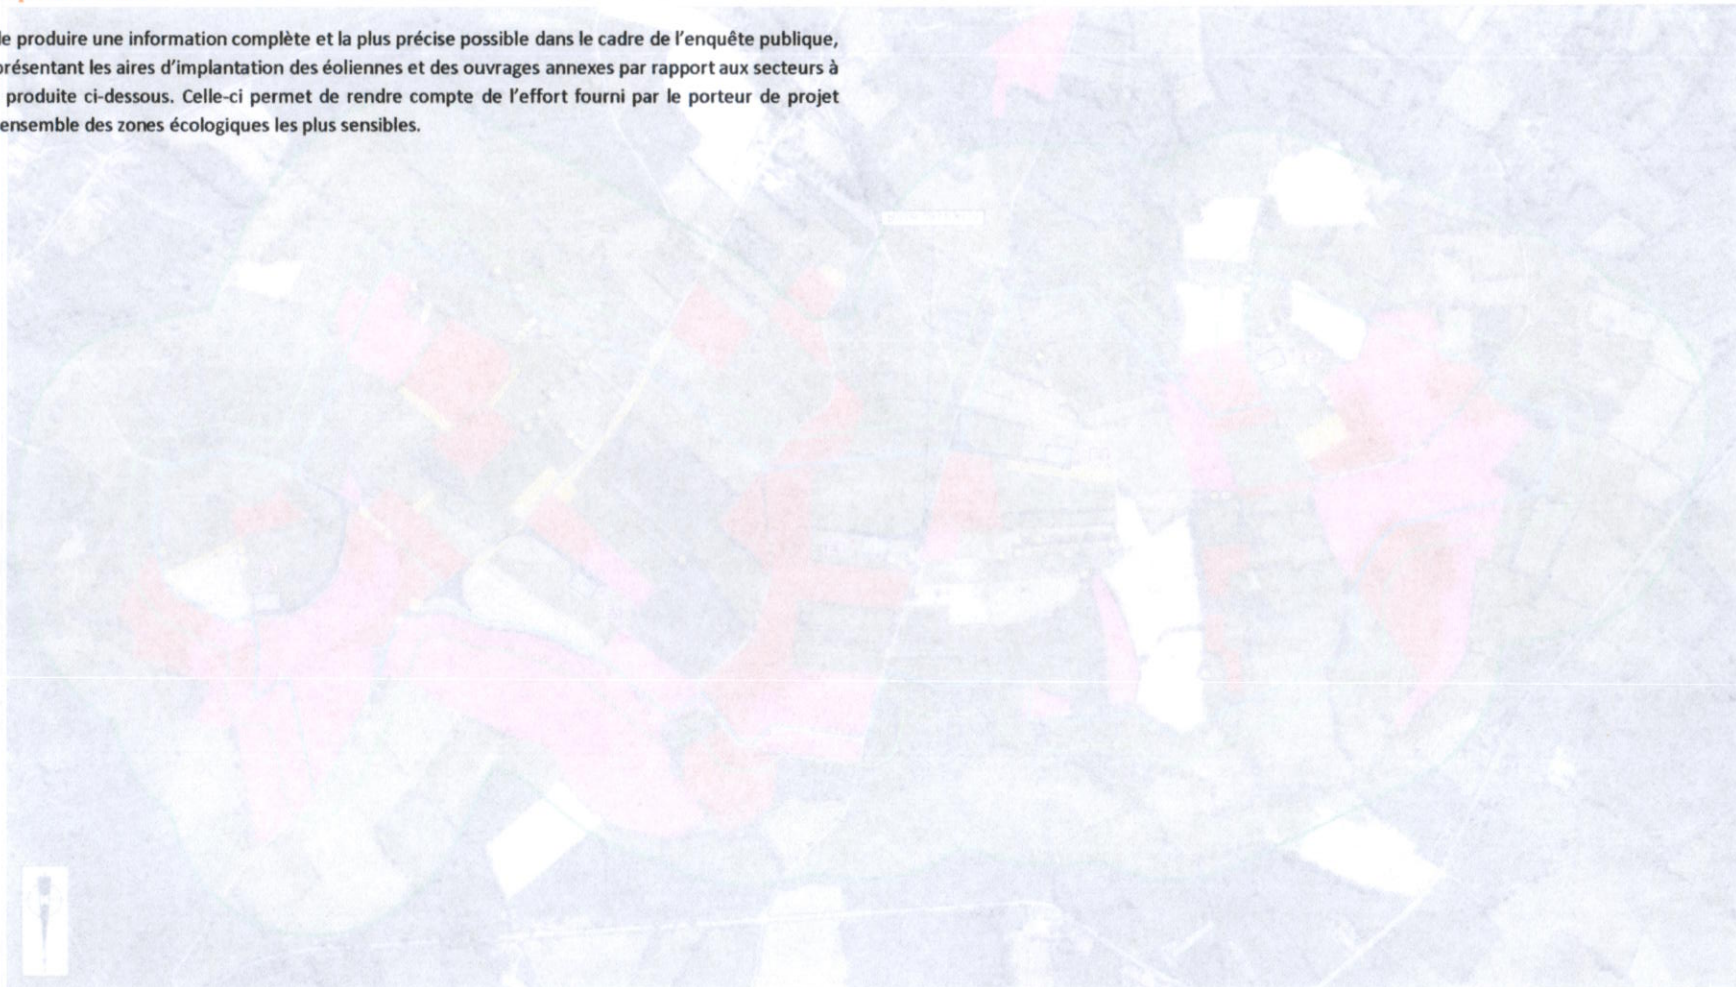 le produire une information complète et la plus précise possible dans le cadre de l'enquête publique,
présentant les aires d'implantation des éoliennes et des ouvrages annexes par rapport aux secteurs à
produite ci-dessous. Celle-ci permet de rendre compte de l'effort fourni par le porteur de projet
ensemble des zones écologiques les plus sensibles.